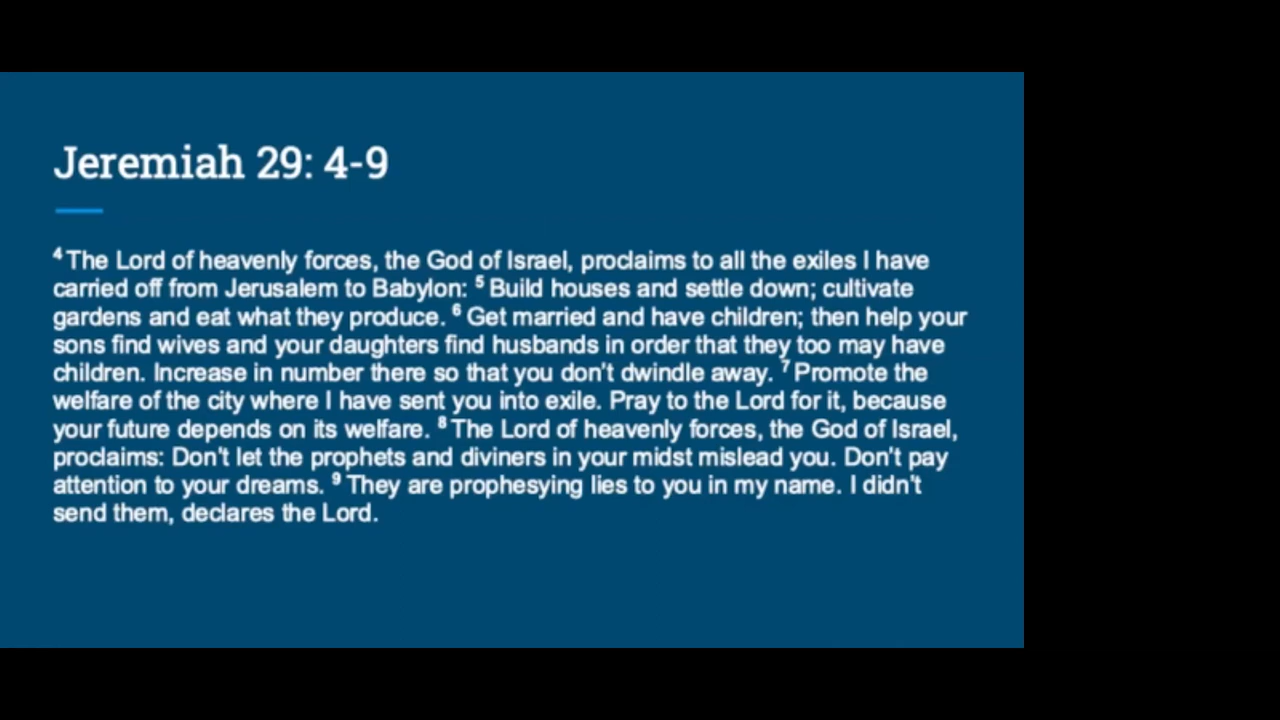 Jeremiah 29: 4-9
⁴ The Lord of heavenly forces, the God of Israel, proclaims to all the exiles I have
carried off from Jerusalem to Babylon: ⁵ Build houses and settle down; cultivate
gardens and eat what they produce. ⁶ Get married and have children; then help your
sons find wives and your daughters find husbands in order that they too may have
children. Increase in number there so that you don't dwindle away. ⁷ Promote the
welfare of the city where I have sent you into exile. Pray to the Lord for it, because
your future depends on its welfare. ⁸ The Lord of heavenly forces, the God of Israel,
proclaims: Don't let the prophets and diviners in your midst mislead you. Don't pay
attention to your dreams. ⁹ They are prophesying lies to you in my name. I didn't
send them, declares the Lord.